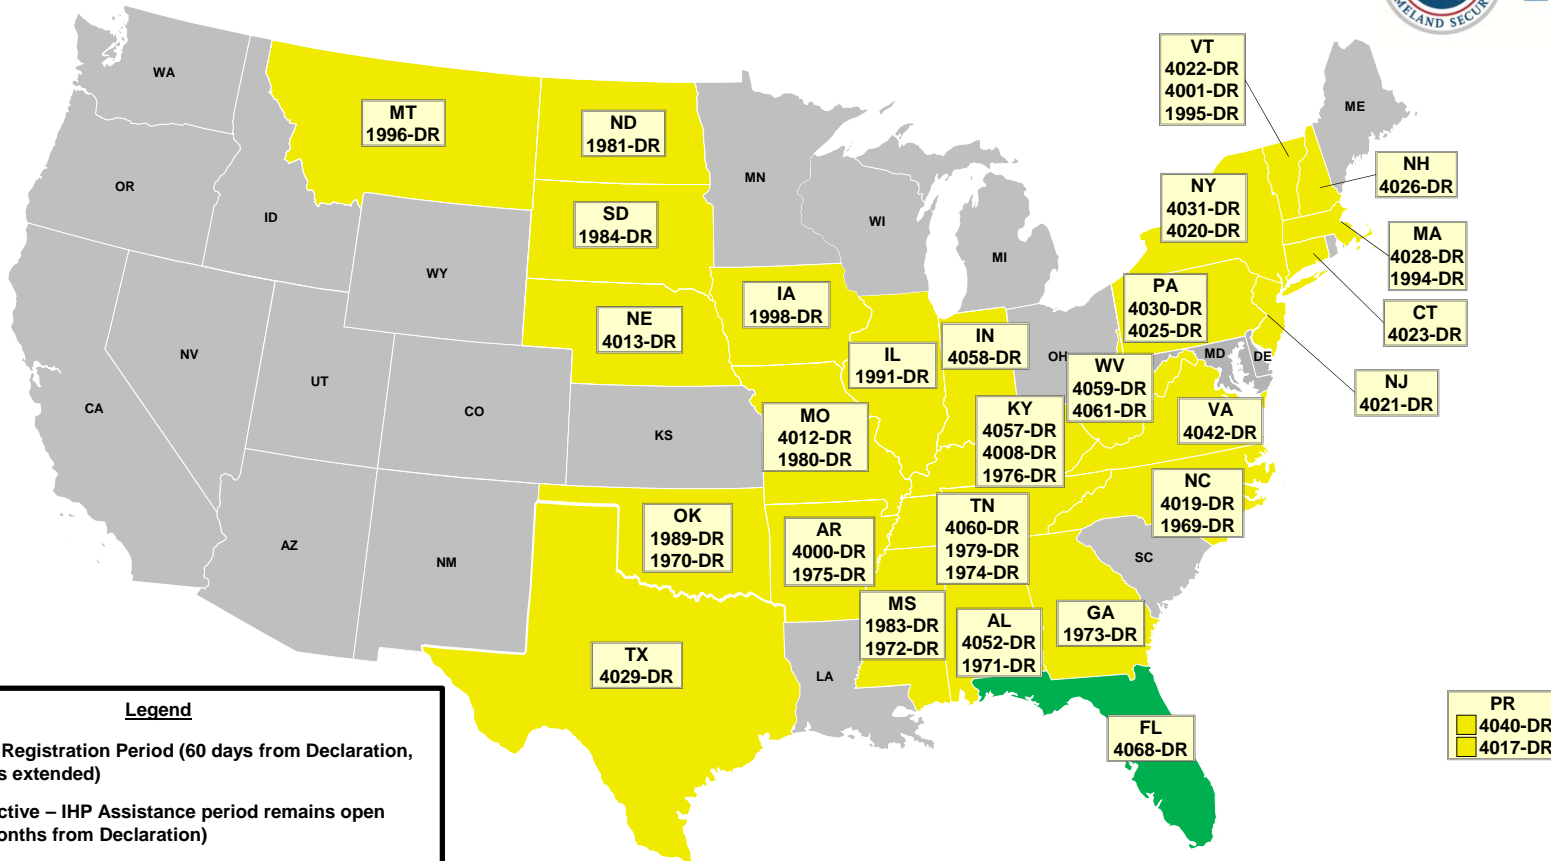 MELAND SECUR
WA
OR
ID
MT
1996-DR
ND
1981-DR
MN
SD
1984-DR
WI
MI
VT
4022-DR
4001-DR
1995-DR
ME
NH
4026-DR
NY
4031-DR
4020-DR
MA
4028-DR
1994-DR
CT
4023-DR
PA
4030-DR
4025-DR
NJ
4021-DR
WY
NE
4013-DR
IA
1998-DR
IL
1991-DR
IN
4058-DR
OH
WV
4059-DR
4061-DR
MD
DE
VA
4042-DR
CA
NV
UT
CO
KS
MO
4012-DR
1980-DR
KY
4057-DR
4008-DR
1976-DR
NC
4019-DR
1969-DR
AZ
NM
OK
1989-DR
1970-DR
AR
4000-DR
1975-DR
TN
4060-DR
1979-DR
1974-DR
SC
TX
4029-DR
LA
MS
1983-DR
1972-DR
AL
4052-DR
1971-DR
GA
1973-DR
FL
4068-DR
PR
4040-DR
4017-DR
Legend
Registration Period (60 days from Declaration,
s extended)
ctive – IHP Assistance period remains open
onths from Declaration)